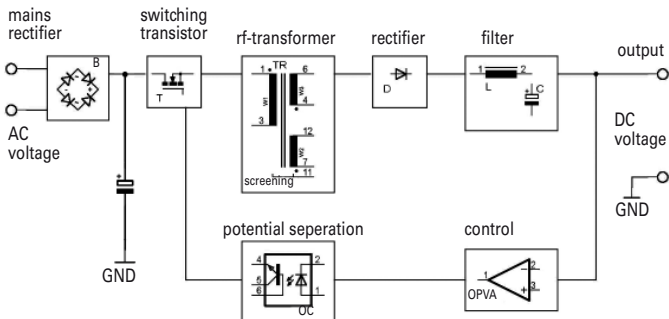 mains
rectifier
switching
transistor
rf-transformer
rectifier
filter
output
B
T
TR
1
6
W1
W3
4
3
12
W2
7
11
screening
D
1
2
L
+
C
AC
voltage
DC
voltage
+
GND
GND
potential seperation
control
4
2
5
6
1
OC
1
2
3
+
OPVA